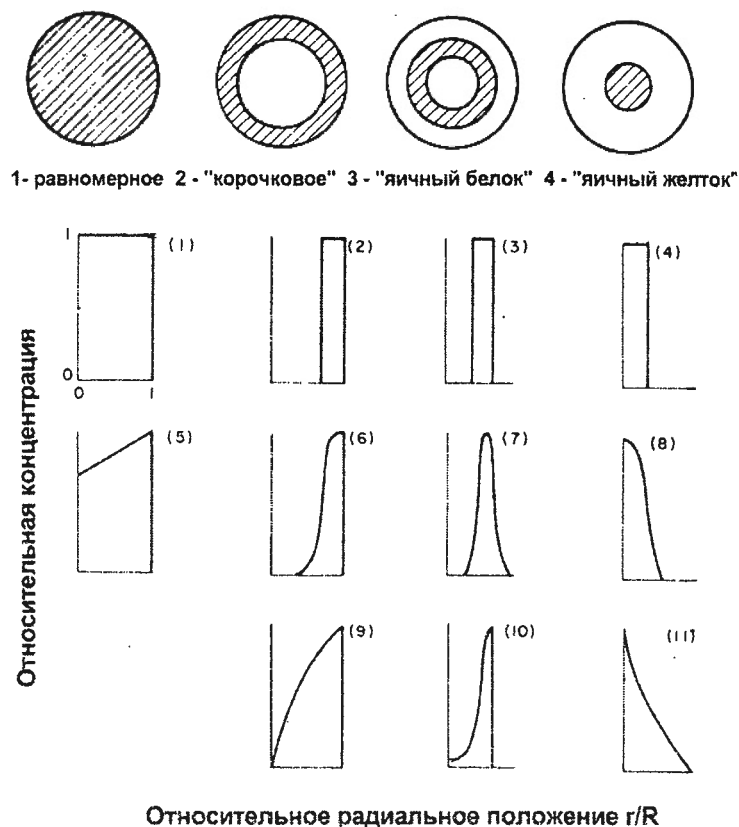 1- равномерное 2 - "корочковое" 3 - "яичный белок" 4 - "яичный желток"
Относительная концентрация
1 (1) (2) (3) (4)
0
0 1
(5) (6) (7) (8)
(9) (10) (11)
Относительное радиальное положение r/R